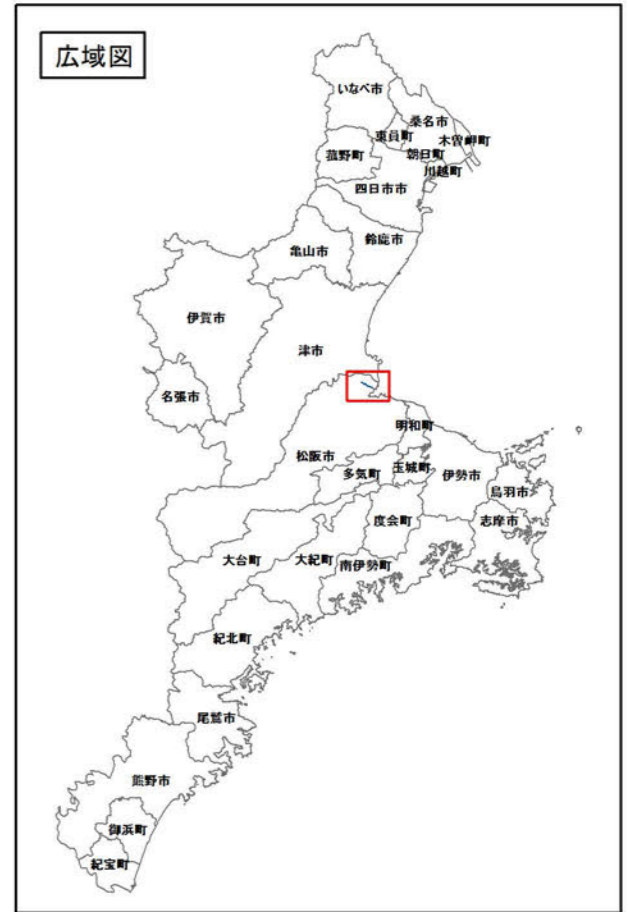 広域図
いなべ市
桑名市
東員町
木曽岬町
菰野町
朝日町
川越町
四日市市
鈴鹿市
亀山市
伊賀市
津市
名張市
明和町
松阪市
玉城町
多気町
伊勢市
鳥羽市
度会町
志摩市
大台町
大紀町
南伊勢町
紀北町
尾鷲市
熊野市
御浜町
紀宝町